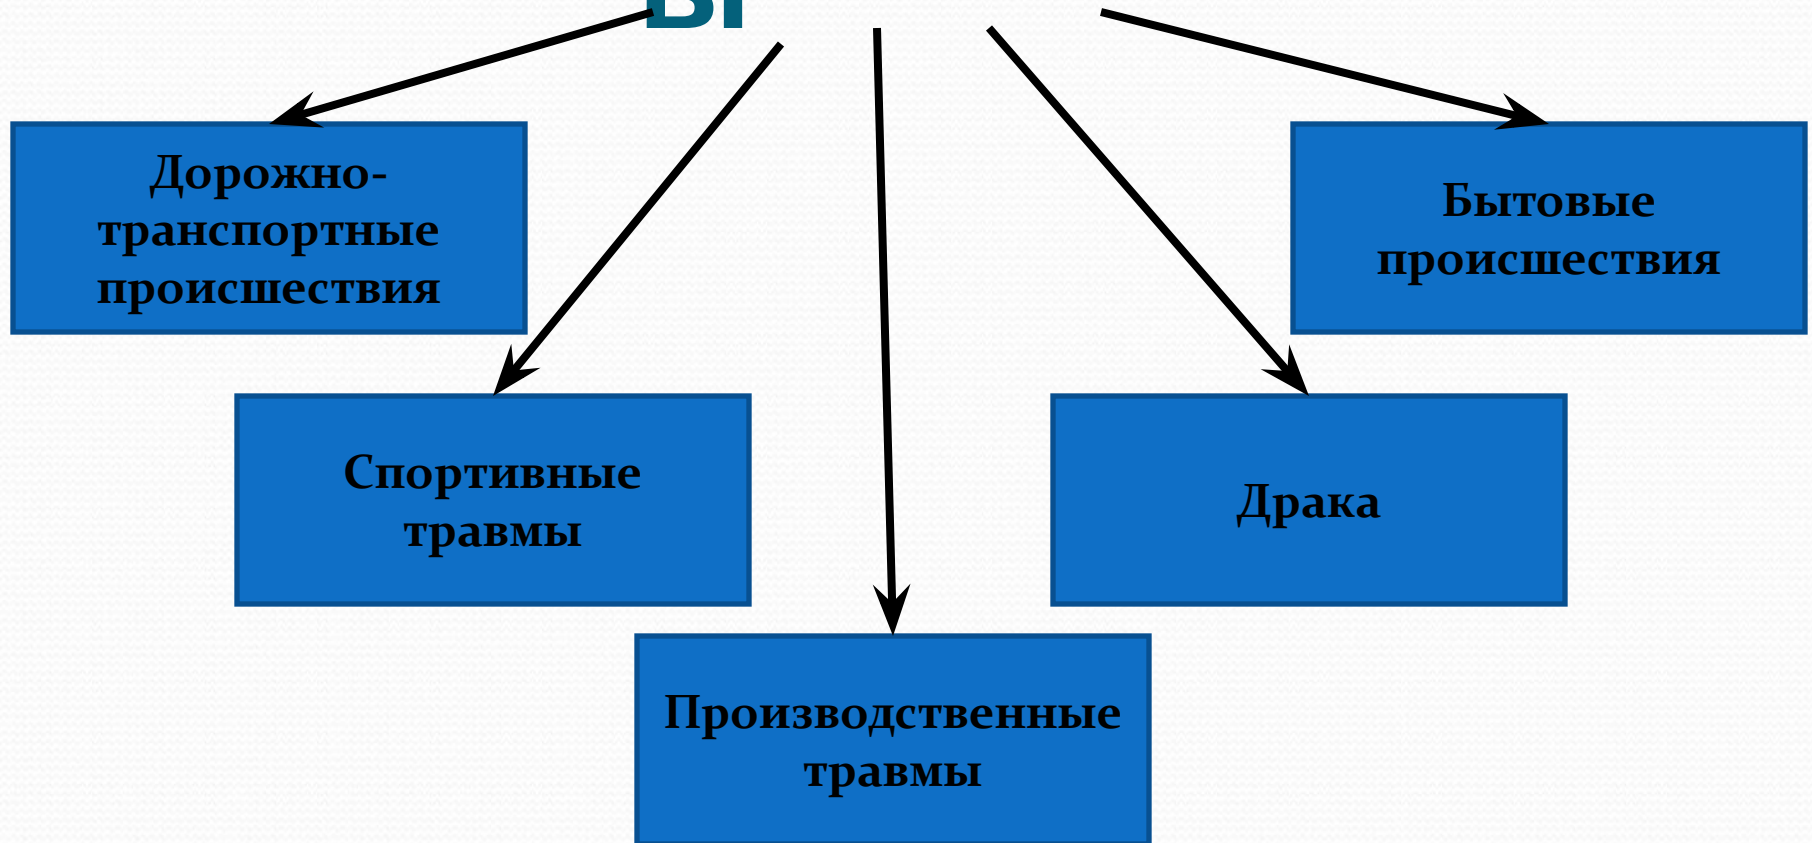 Дорожно-
транспортные
происшествия
Бытовые
происшествия
Спортивные
травмы
Драка
Производственные
травмы